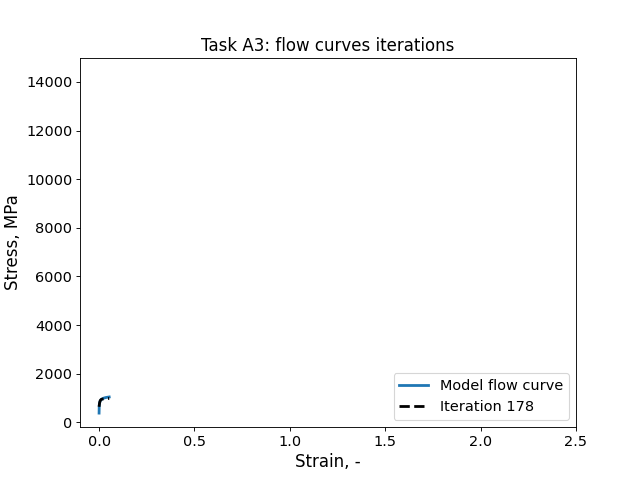 Task A3: flow curves iterations
Stress, MPa
14000
12000
10000
8000
6000
4000
2000
0
0.0 0.5 1.0 1.5 2.0 2.5
Strain, -
Model flow curve
Iteration 178